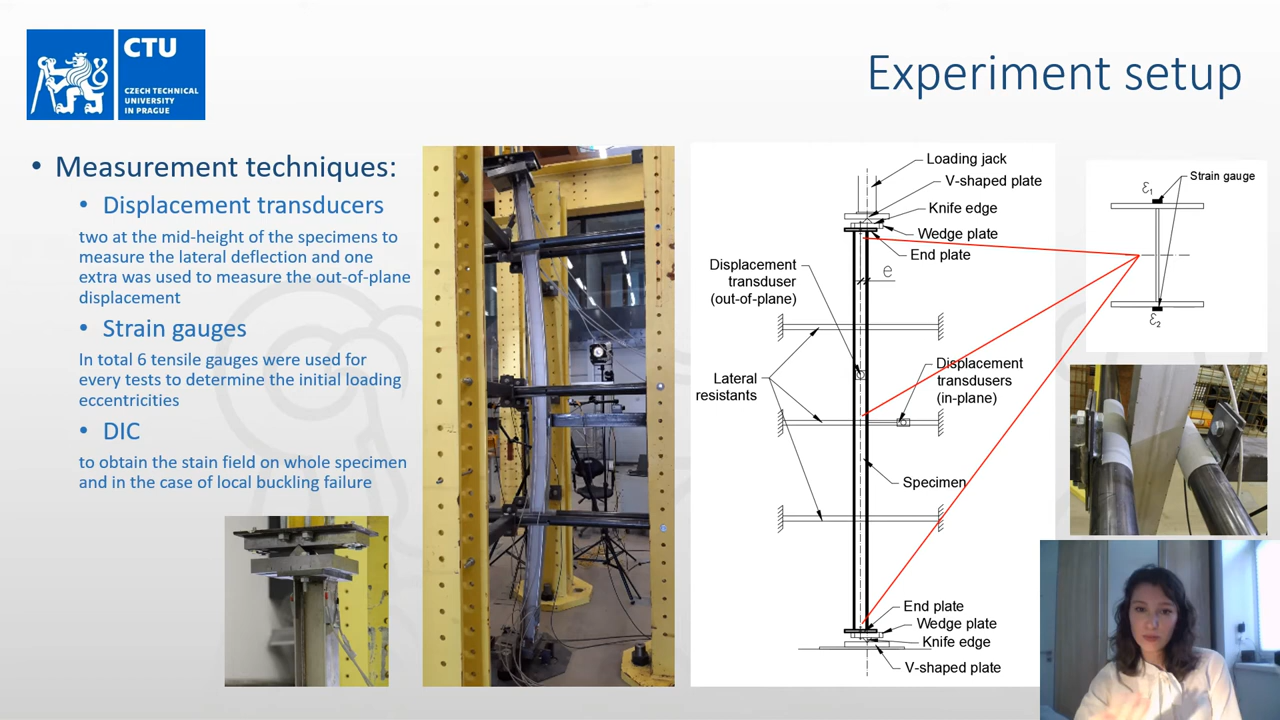 CTU
CZECH TECHNICAL
UNIVERSITY
IN PRAGUE
Experiment setup
• Measurement techniques:
• Displacement transducers
two at the mid-height of the specimens to
measure the lateral deflection and one
extra was used to measure the out-of-plane
displacement
• Strain gauges
In total 6 tensile gauges were used for
every tests to determine the initial loading
eccentricities
• DIC
to obtain the stain field on whole specimen
and in the case of local buckling failure
Loading jack
V-shaped plate
Knife edge
Wedge plate
End plate
Displacement
transduser
(out-of-plane)
e
Lateral
resistants
Displacement
transdusers
(in-plane)
Specimen
End plate
Wedge plate
Knife edge
V-shaped plate
Strain gauge
ε1
ε2